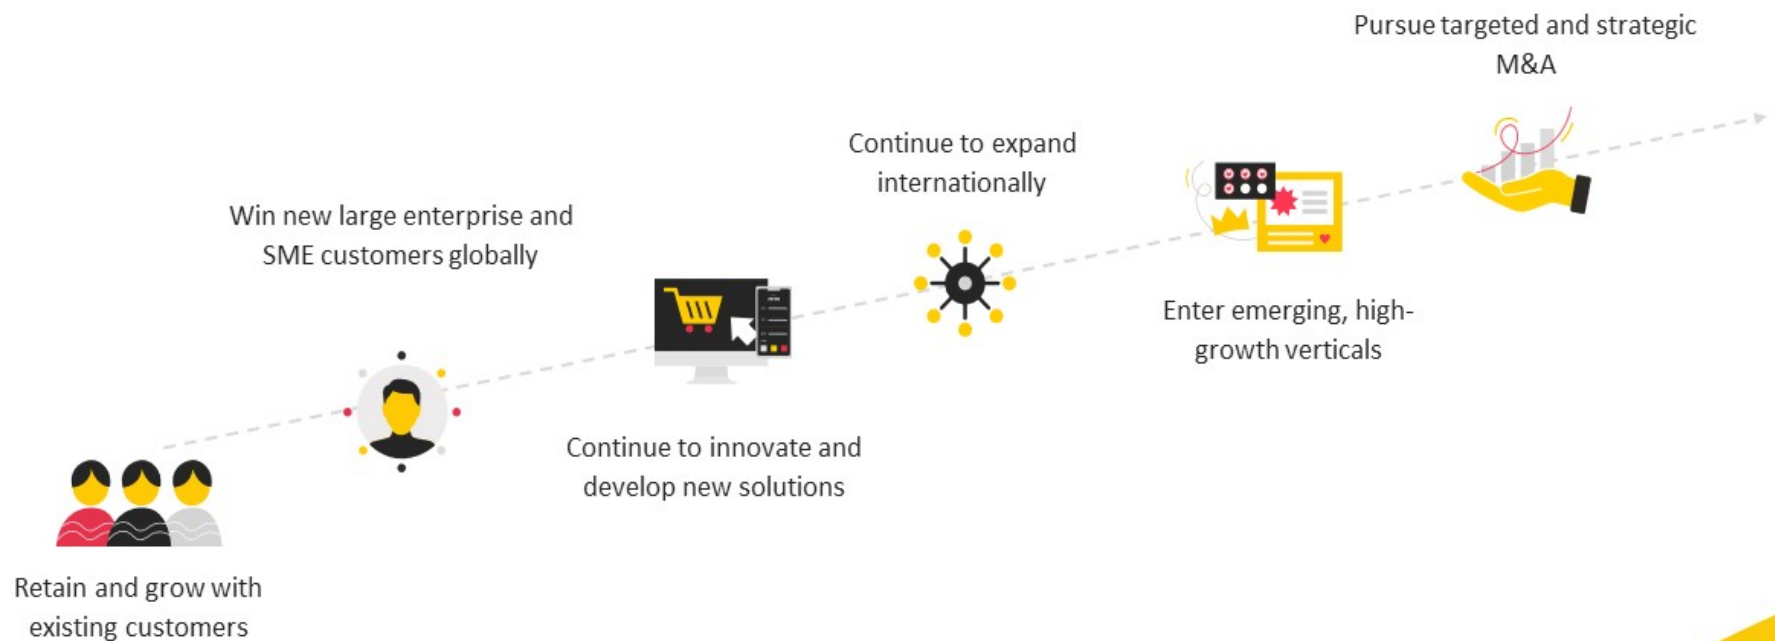 Pursue targeted and strategic
M&A
Continue to expand
internationally
Win new large enterprise and
SME customers globally
Enter emerging, high-
growth verticals
Continue to innovate and
develop new solutions
Retain and grow with
existing customers